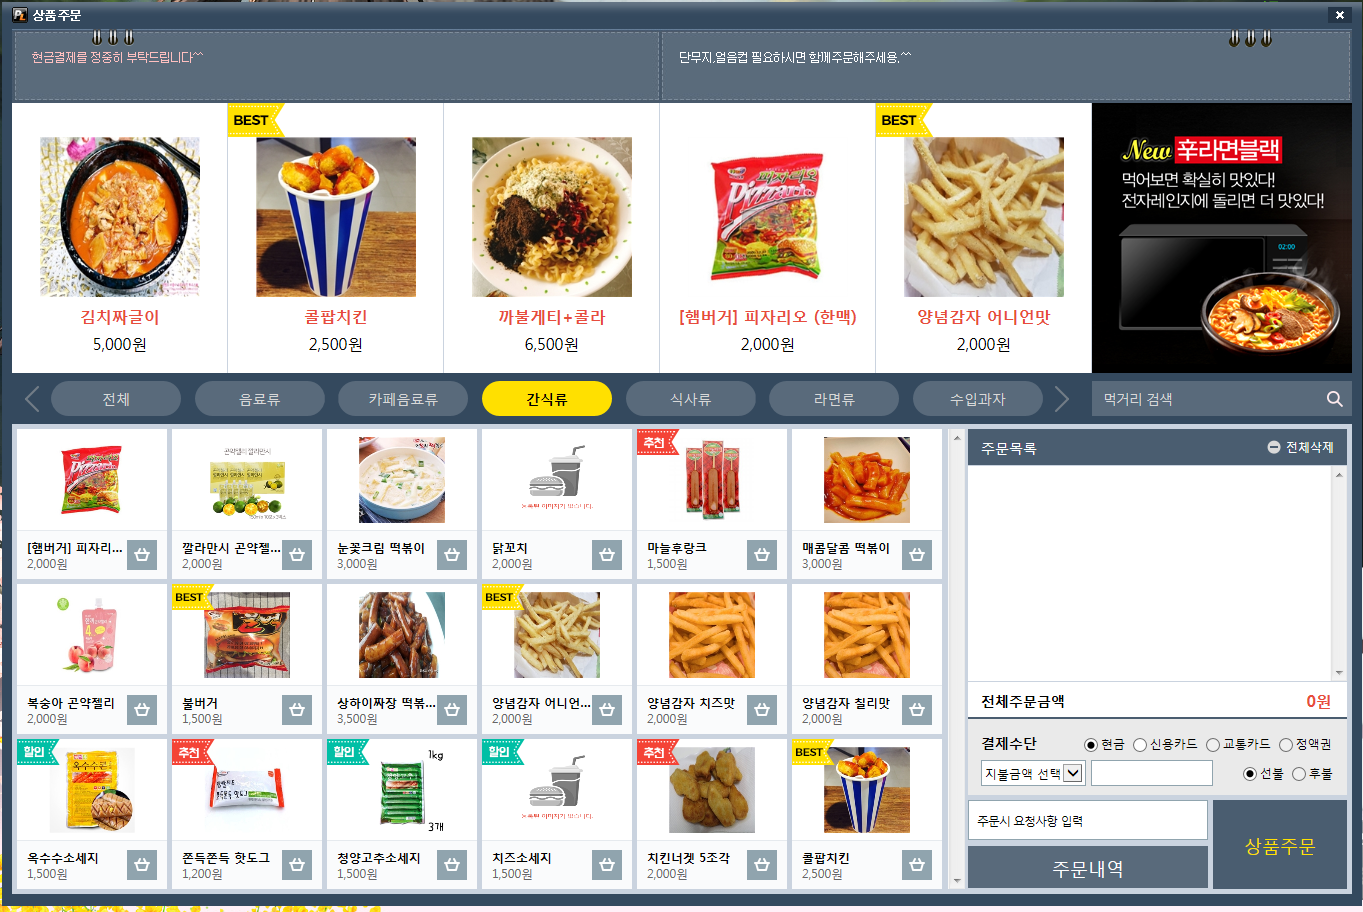 상품주문
현금결제를 정중히 부탁드립니다^^
단무지,얼음컵 필요하시면 함께주문해주세용.^^
김치짜글이
5,000원
BEST
콜팝치킨
2,500원
까불게티+콜라
6,500원
Pizzario
[햄버거] 피자리오 (한맥)
2,000원
BEST
양념감자 어니언맛
2,000원
New 辛라면블랙
먹어보면 확실히 맛있다!
전자레인지에 돌리면 더 맛있다!
02:00
전체
음료류
카페음료류
간식류
식사류
라면류
수입과자
먹거리 검색
[햄버거] 피자리...
2,000원
곤약젤리 깔라만시
깔라만시 곤약젤...
2,000원
눈꽃크림 떡볶이
3,000원
닭꼬치
2,000원
추천
마늘후랑크
1,500원
매콤달콤 떡볶이
3,000원
복숭아 곤약젤리
2,000원
BEST
불버거
1,500원
상하이짜장 떡볶...
3,500원
BEST
양념감자 어니언...
2,000원
양념감자 치즈맛
2,000원
양념감자 칠리맛
2,000원
할인
옥수수콘
옥수수소세지
1,500원
추천
쫀득쫀득 핫도그
1,200원
할인
1kg
3개
청양고추소세지
1,500원
할인
치즈소세지
1,500원
추천
치킨너겟 5조각
2,000원
BEST
콜팝치킨
2,500원
주문목록
전체삭제
전체주문금액
0원
결제수단
현금
신용카드
교통카드
정액권
지불금액 선택
선불
후불
주문시 요청사항 입력
주문내역
상품주문